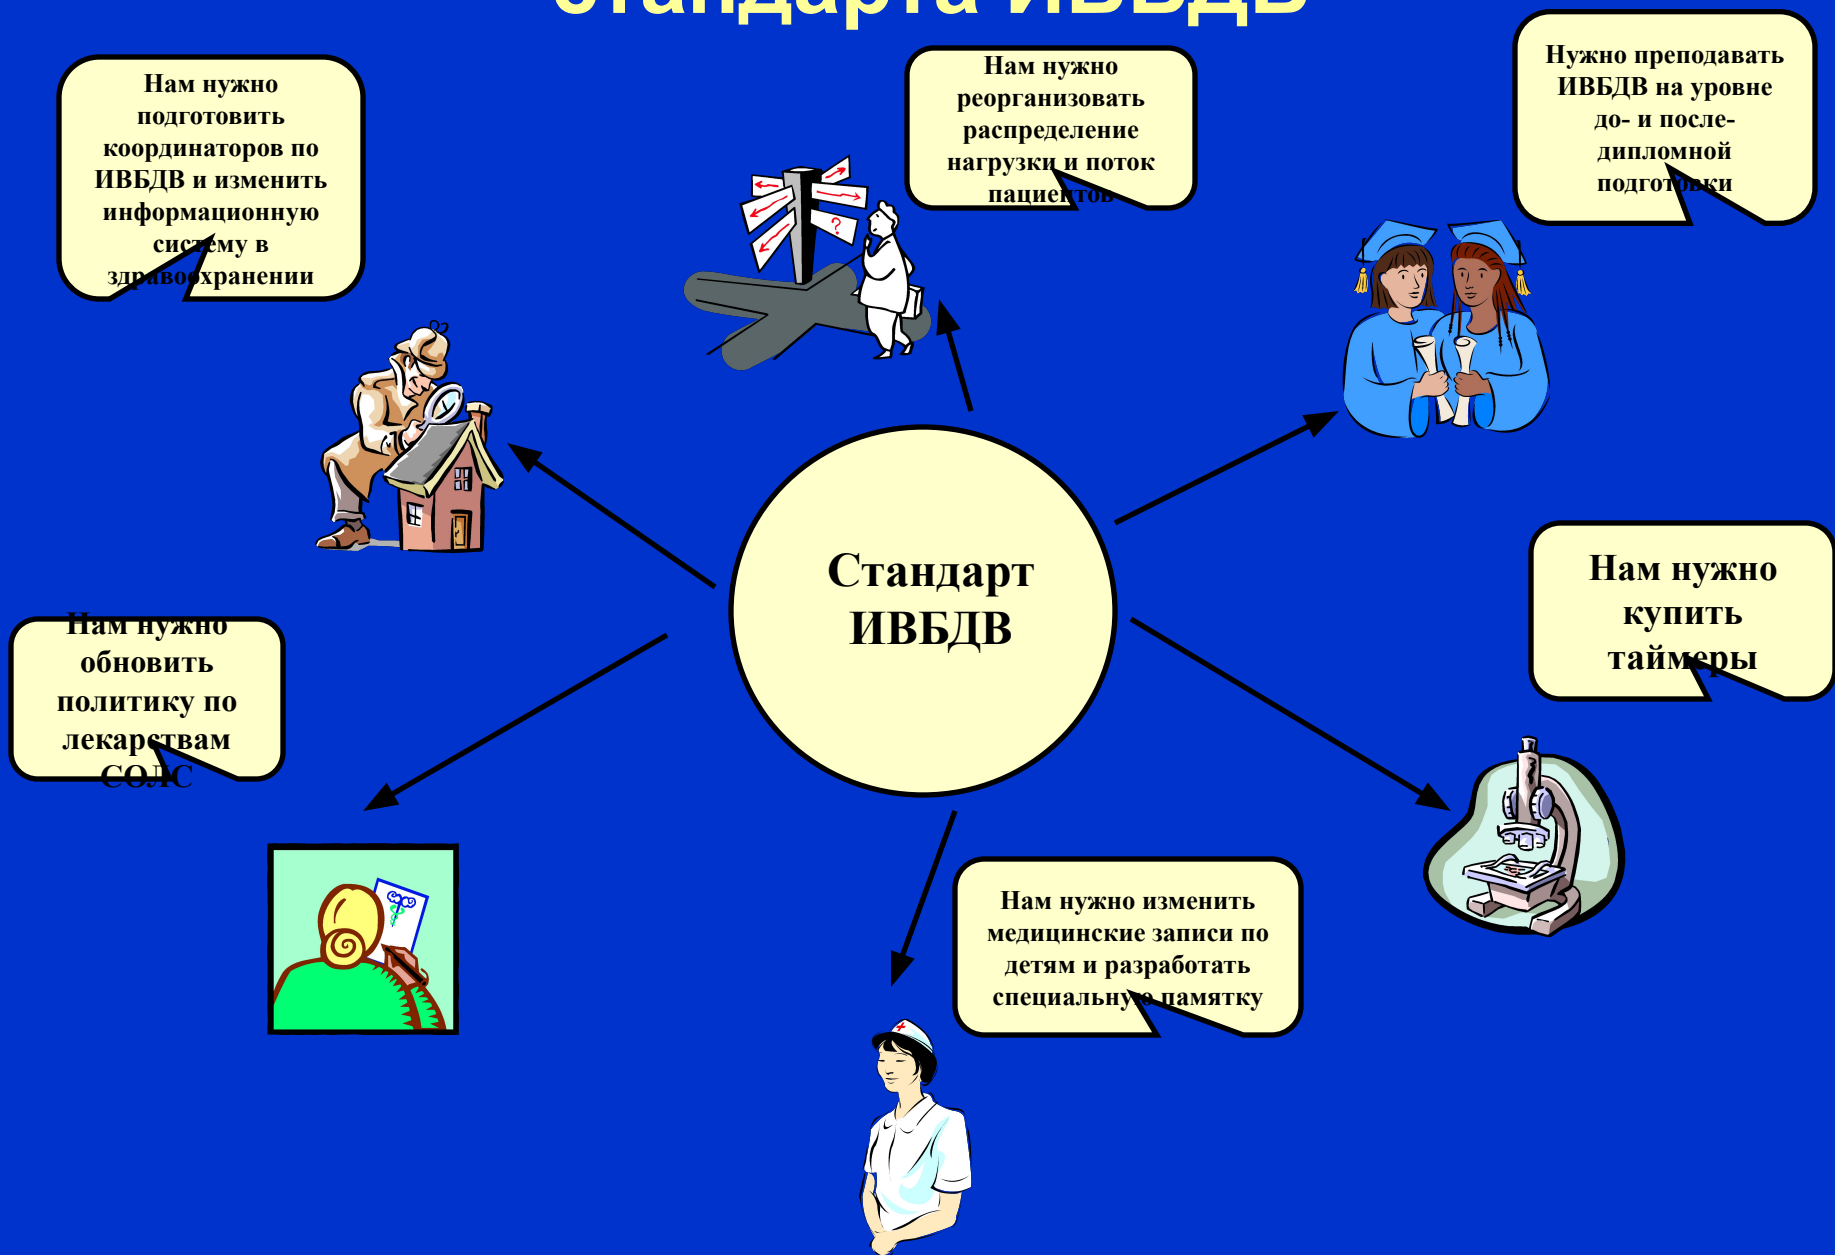 стандарта ИВБДВ
Нам нужно
подготовить
координаторов по
ИВБДВ и изменить
информационную
систему в
здравоохранении
Нам нужно
реорганизовать
распределение
нагрузки и поток
пациентов
Нужно преподавать
ИВБДВ на уровне
до- и после-
дипломной
подготовки
?
Стандарт
ИВБДВ
Нам нужно
купить
таймеры
Нам нужно
обновить
политику по
лекарствам
СОЛС
Нам нужно изменить
медицинские записи по
детям и разработать
специальную памятку